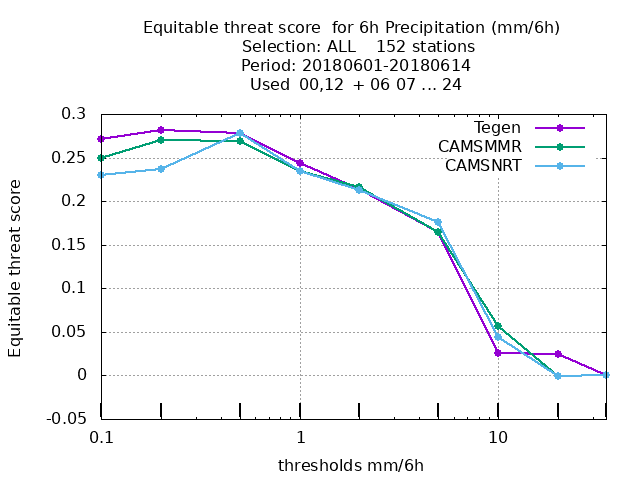 Equitable threat score  for 6h Precipitation (mm/6h)
Selection: ALL    152 stations
Period: 20180601-20180614
Used  00,12  + 06 07 ... 24
0.3
0.25
0.2
0.15
0.1
0.05
0
-0.05
Equitable threat score
Tegen
CAMSMMR
CAMSNRT
0.1
1
10
thresholds mm/6h